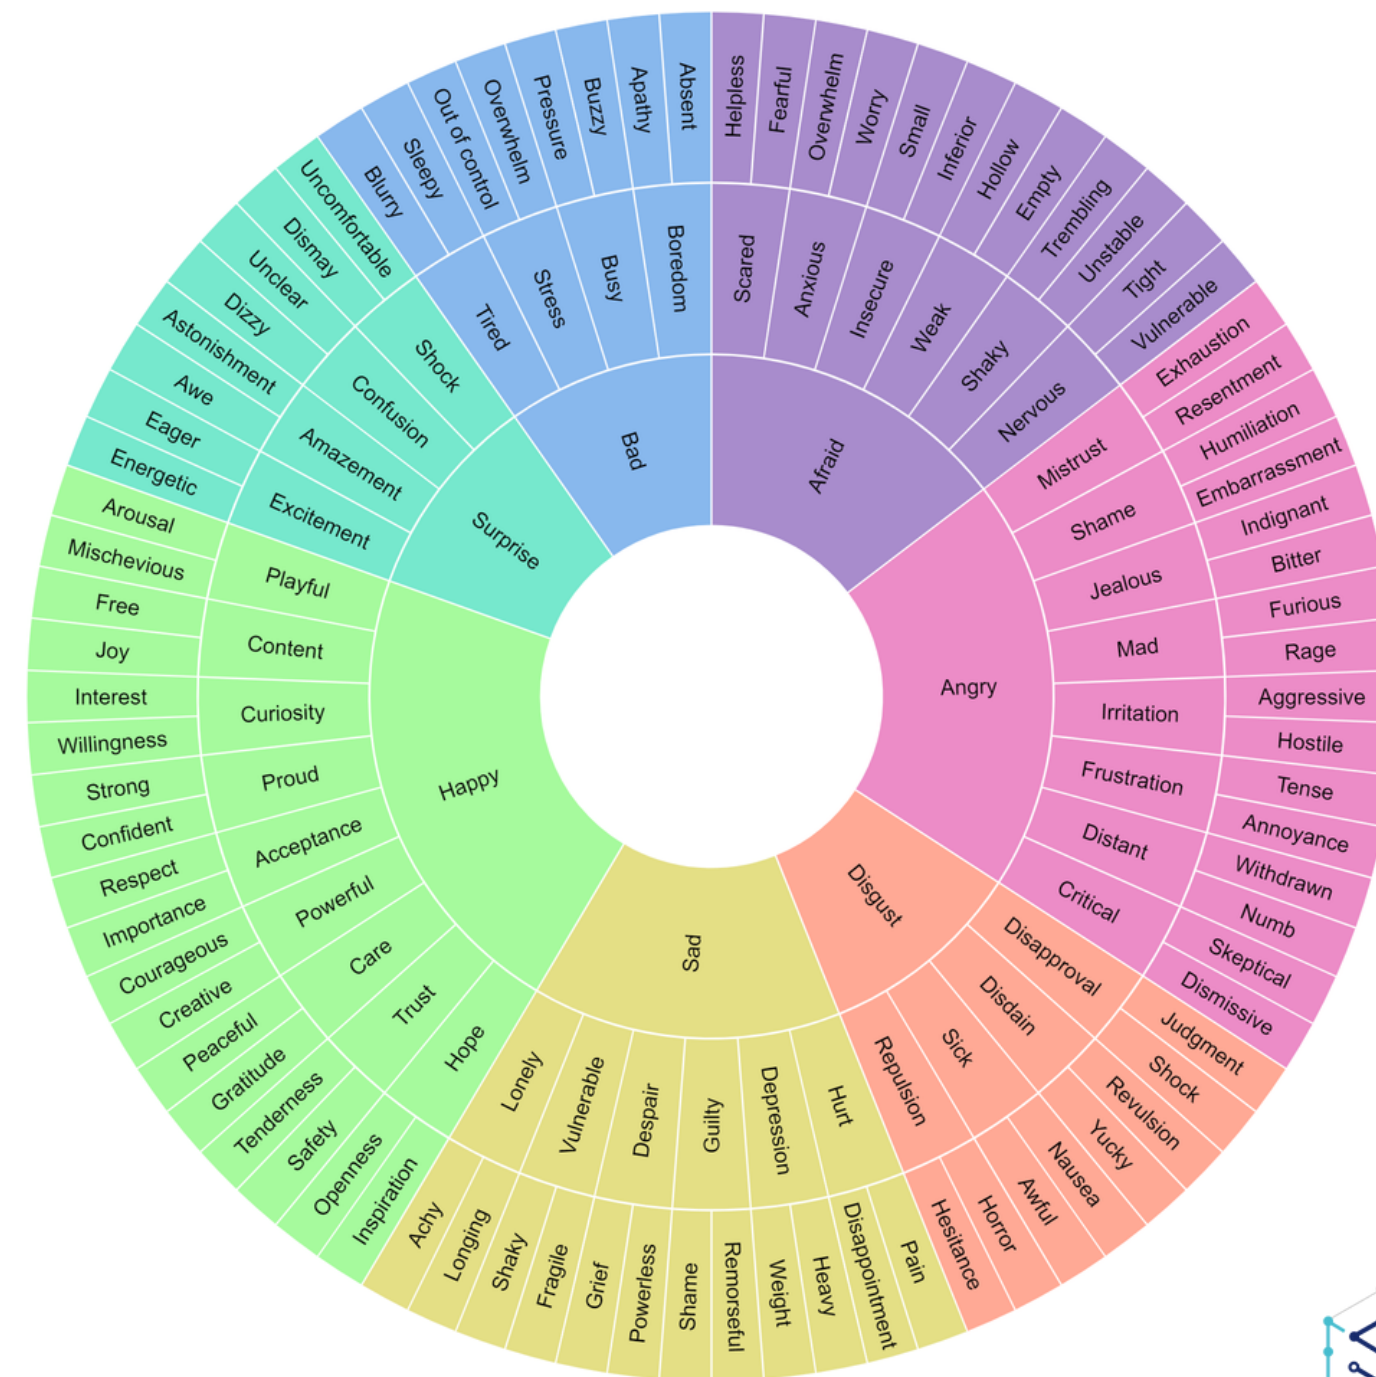 Afraid
Angry
Disgust
Sad
Happy
Surprise
Bad
Scared
Anxious
Insecure
Weak
Shaky
Nervous
Mistrust
Shame
Jealous
Mad
Irritation
Frustration
Distant
Critical
Disapproval
Disdain
Sick
Repulsion
Hurt
Depression
Guilty
Despair
Vulnerable
Lonely
Hope
Trust
Care
Powerful
Acceptance
Proud
Curiosity
Content
Playful
Excitement
Amazement
Confusion
Shock
Tired
Stress
Busy
Boredom
Helpless
Fearful
Overwhelm
Worry
Small
Inferior
Hollow
Empty
Trembling
Unstable
Tight
Vulnerable
Exhaustion
Resentment
Humiliation
Embarrassment
Indignant
Bitter
Furious
Rage
Aggressive
Hostile
Tense
Annoyance
Withdrawn
Numb
Skeptical
Dismissive
Judgment
Shock
Revulsion
Yucky
Nausea
Awful
Horror
Hesitance
Pain
Disappointment
Heavy
Weight
Remorseful
Shame
Powerless
Grief
Fragile
Shaky
Longing
Achy
Inspiration
Openness
Safety
Tenderness
Gratitude
Peaceful
Creative
Courageous
Importance
Respect
Confident
Strong
Willingness
Interest
Joy
Free
Mischevious
Arousal
Energetic
Eager
Awe
Astonishment
Dizzy
Unclear
Dismay
Uncomfortable
Blurry
Sleepy
Out of control
Overwhelm
Pressure
Buzzy
Apathy
Absent